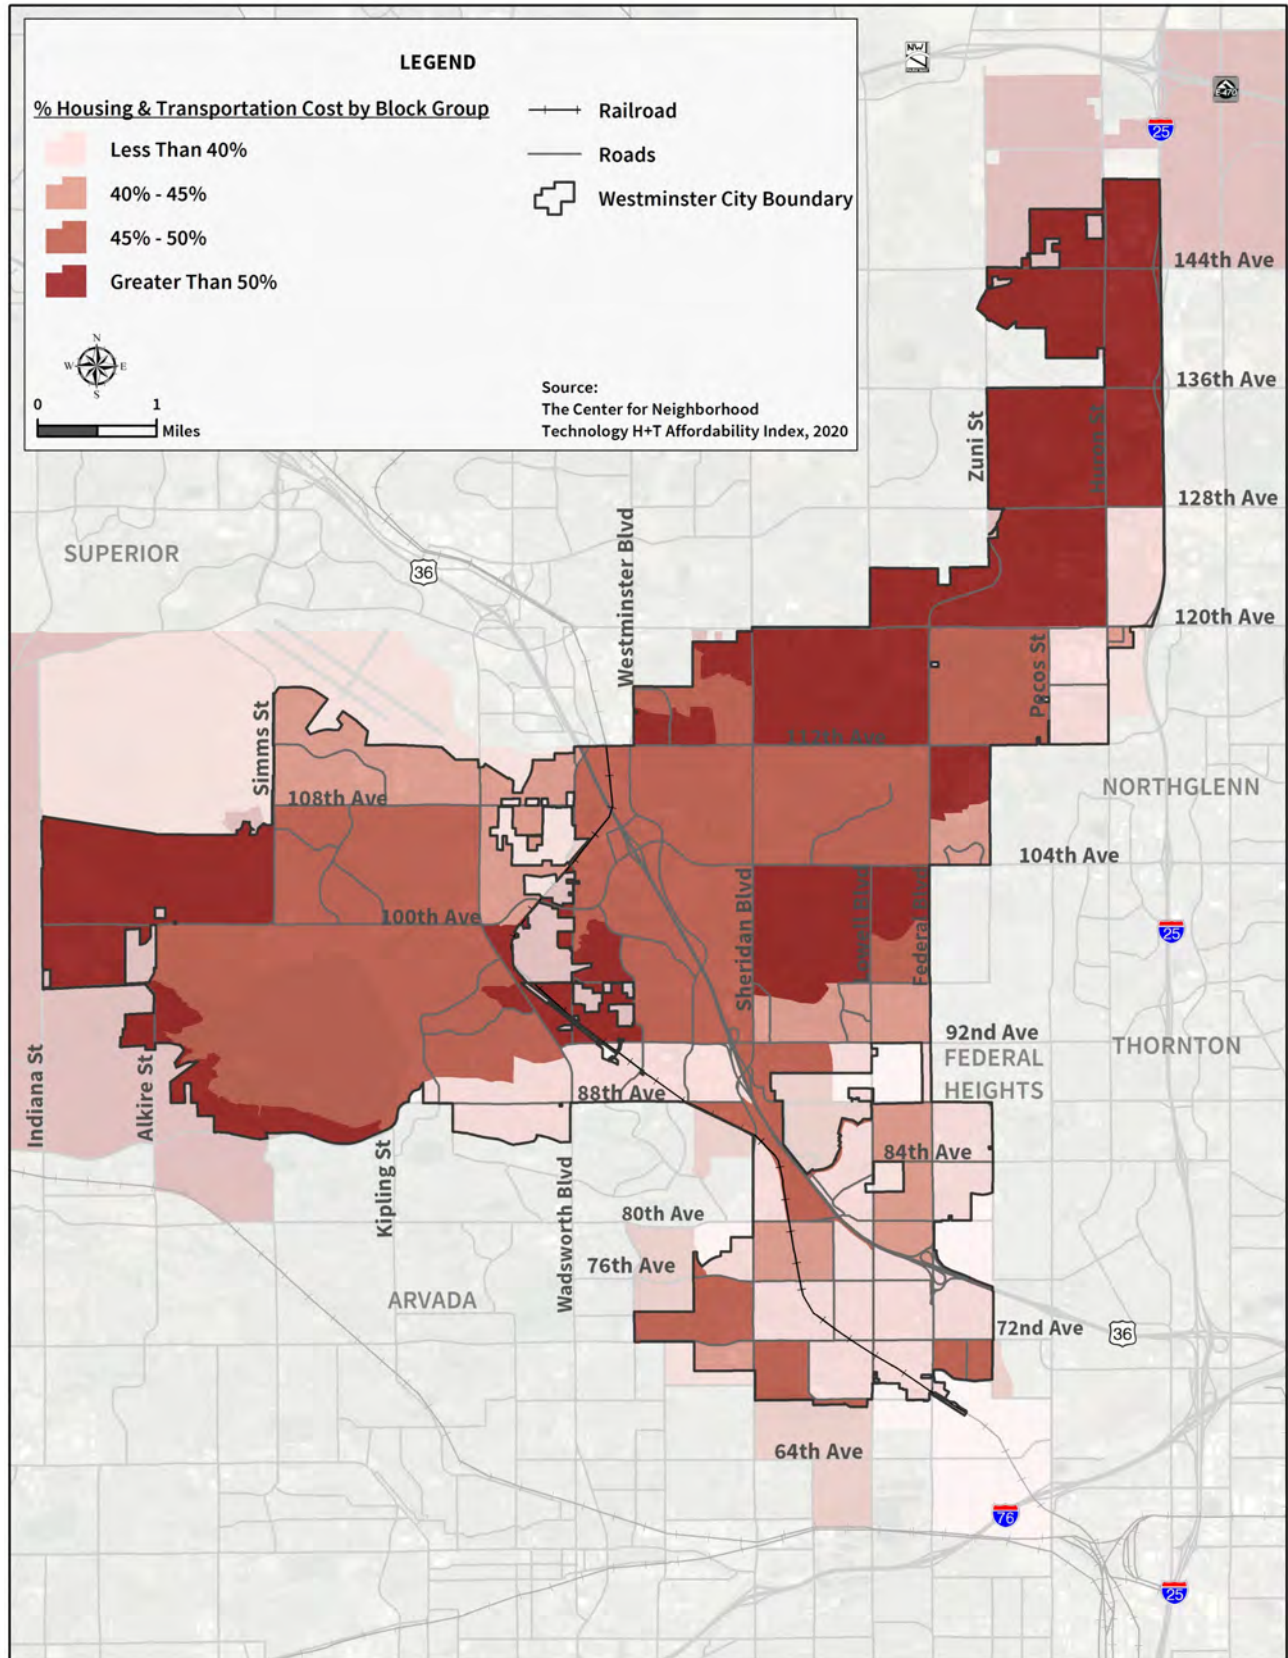 LEGEND
% Housing & Transportation Cost by Block Group
Less Than 40%
40% - 45%
45% - 50%
Greater Than 50%
Railroad
Roads
Westminster City Boundary
N
W
E
S
0
1
Miles
Source:
The Center for Neighborhood
Technology H+T Affordability Index, 2020
NW
E-470
25
144th Ave
136th Ave
Zuni St
Huron St
128th Ave
SUPERIOR
36
Westminster Blvd
120th Ave
Pecos St
Simms St
112th Ave
108th Ave
NORTHGLENN
104th Ave
100th Ave
Sheridan Blvd
Lowell Blvd
Federal Blvd
25
92nd Ave
FEDERAL
HEIGHTS
THORNTON
Indiana St
Alkire St
88th Ave
Kipling St
Wadsworth Blvd
84th Ave
80th Ave
76th Ave
ARVADA
72nd Ave
36
64th Ave
76
25